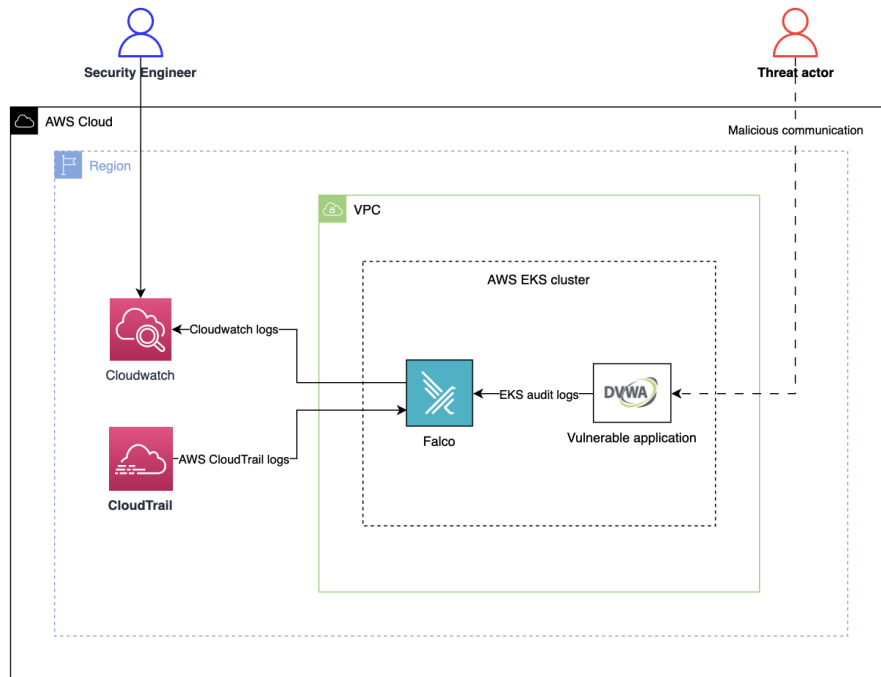 Security Engineer
Threat actor
AWS Cloud
Malicious communication
Region
VPC
AWS EKS cluster
Cloudwatch logs
Cloudwatch
EKS audit logs
DVWA
Falco
Vulnerable application
AWS CloudTrail logs
CloudTrail